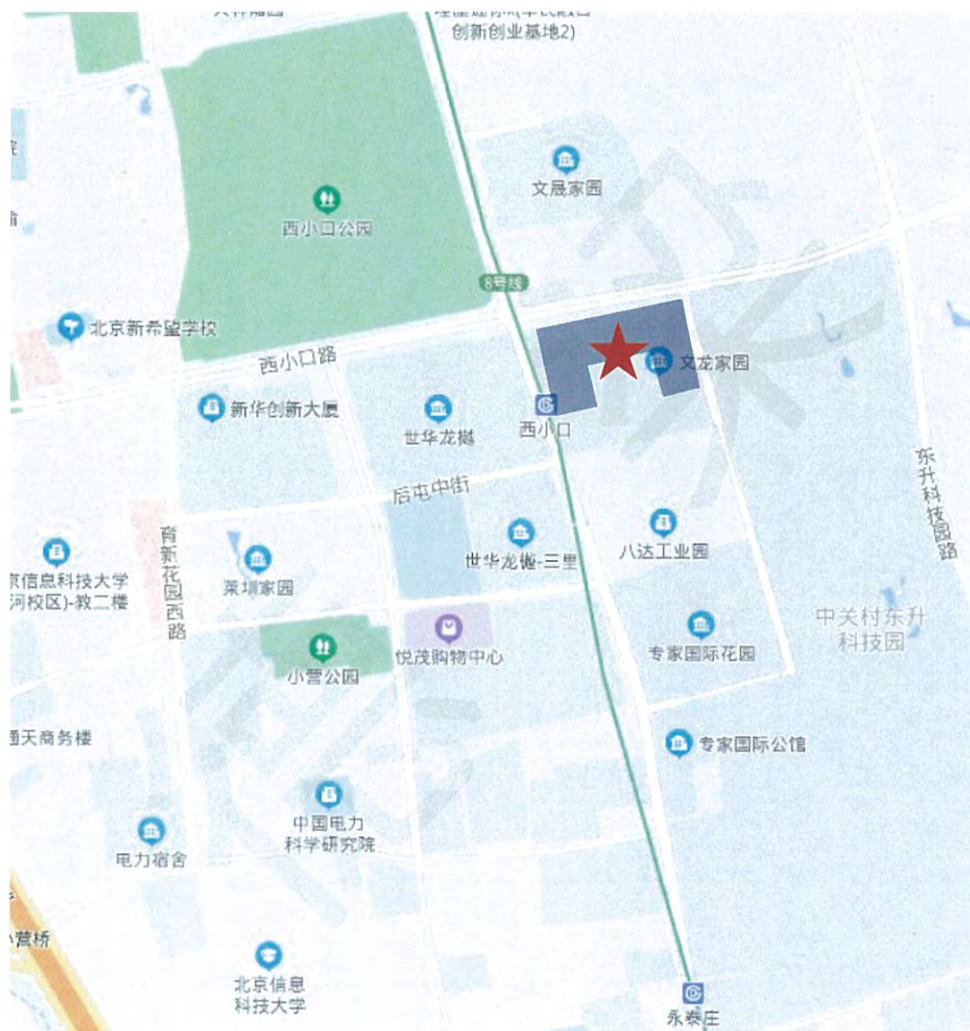 创新创业基地2)
文晟家园
西小口公园
8号线
北京新希望学校
西小口路
文龙家园
新华创新大厦
世华龙樾
西小口
后屯中街
东升科技园路
育新花园西路
世华龙樾-三里
八达工业园
京信息科技大学
河校区)-教二楼
莱圳家园
中关村东升
科技园
悦茂购物中心
专家国际花园
小营公园
通天商务楼
专家国际公馆
中国电力
科学研究院
电力宿舍
小营桥
北京信息
科技大学
永泰庄